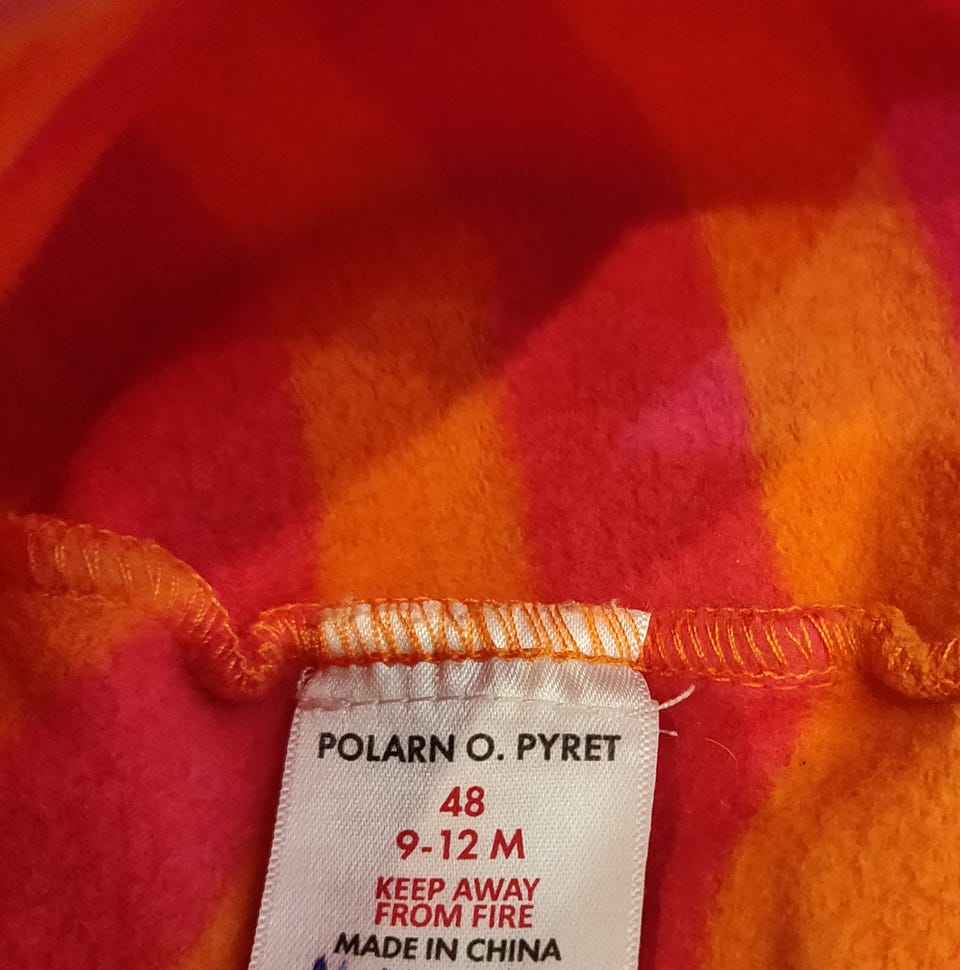 POLARN O. PYRET
48
9-12 M
KEEP AWAY
FROM FIRE
MADE IN CHINA